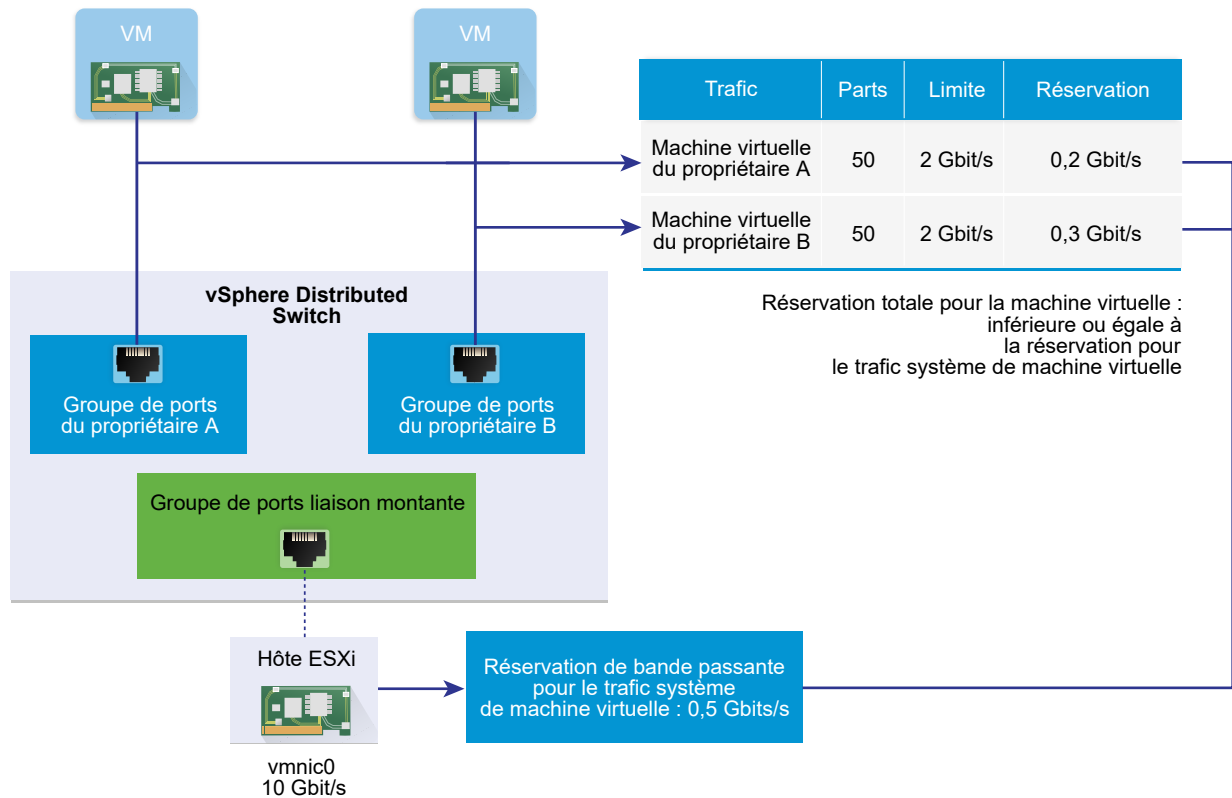 VM
VM
Trafic Parts Limite Réservation
Machine virtuelle
du propriétaire A
50 2 Gbit/s 0,2 Gbit/s
Machine virtuelle
du propriétaire B
50 2 Gbit/s 0,3 Gbit/s
Réservation totale pour la machine virtuelle :
inférieure ou égale à
la réservation pour
le trafic système de machine virtuelle
vSphere Distributed
Switch
Groupe de ports
du propriétaire A
Groupe de ports
du propriétaire B
Groupe de ports liaison montante
Hôte ESXi
vmnic0
10 Gbit/s
Réservation de bande passante
pour le trafic système
de machine virtuelle : 0,5 Gbits/s